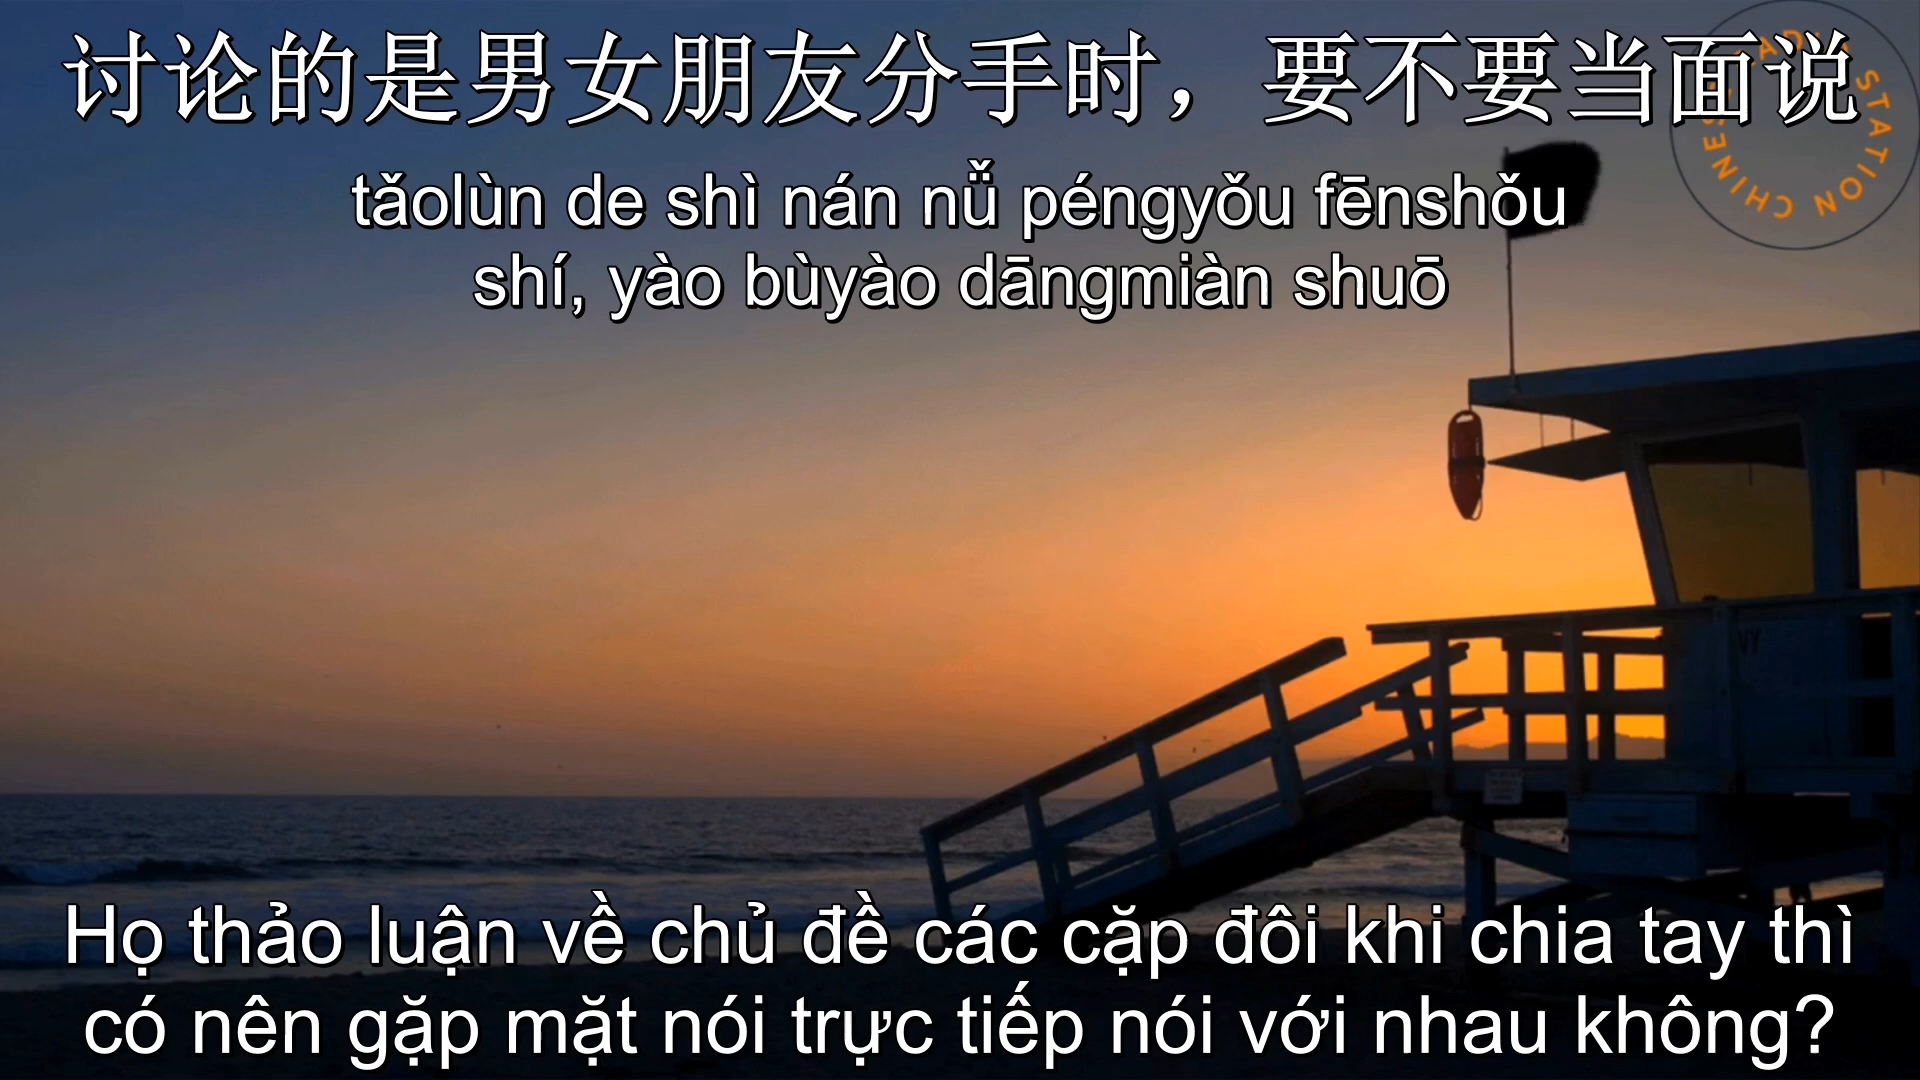 讨论的是男女朋友分手时，要不要当面说
tǎolùn de shì nán nǚ péngyǒu fēnshǒu
shí, yào bùyào dāngmiàn shuō
Họ thảo luận về chủ đề các cặp đôi khi chia tay thì
có nên gặp mặt nói trực tiếp nói với nhau không?
STATION CHINESE